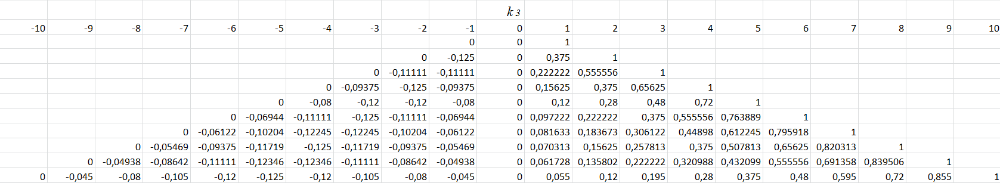 k 3
-10 -9 -8 -7 -6 -5 -4 -3 -2 -1 0 1 2 3 4 5 6 7 8 9 10
0 0 1
0 -0,125 0 0,375 1
0 -0,11111 -0,11111 0 0,222222 0,555556 1
0 -0,09375 -0,125 -0,09375 0 0,15625 0,375 0,65625 1
0 -0,08 -0,12 -0,12 -0,08 0 0,12 0,28 0,48 0,72 1
0 -0,06944 -0,11111 -0,125 -0,11111 -0,06944 0 0,097222 0,222222 0,375 0,555556 0,763889 1
0 -0,06122 -0,10204 -0,12245 -0,12245 -0,10204 -0,06122 0 0,081633 0,183673 0,306122 0,44898 0,612245 0,795918 1
0 -0,05469 -0,09375 -0,11719 -0,125 -0,11719 -0,09375 -0,05469 0 0,070313 0,15625 0,257813 0,375 0,507813 0,65625 0,820313 1
0 -0,04938 -0,08642 -0,11111 -0,12346 -0,12346 -0,11111 -0,08642 -0,04938 0 0,061728 0,135802 0,222222 0,320988 0,432099 0,555556 0,691358 0,839506 1
0 -0,045 -0,08 -0,105 -0,12 -0,125 -0,12 -0,105 -0,08 -0,045 0 0,055 0,12 0,195 0,28 0,375 0,48 0,595 0,72 0,855 1